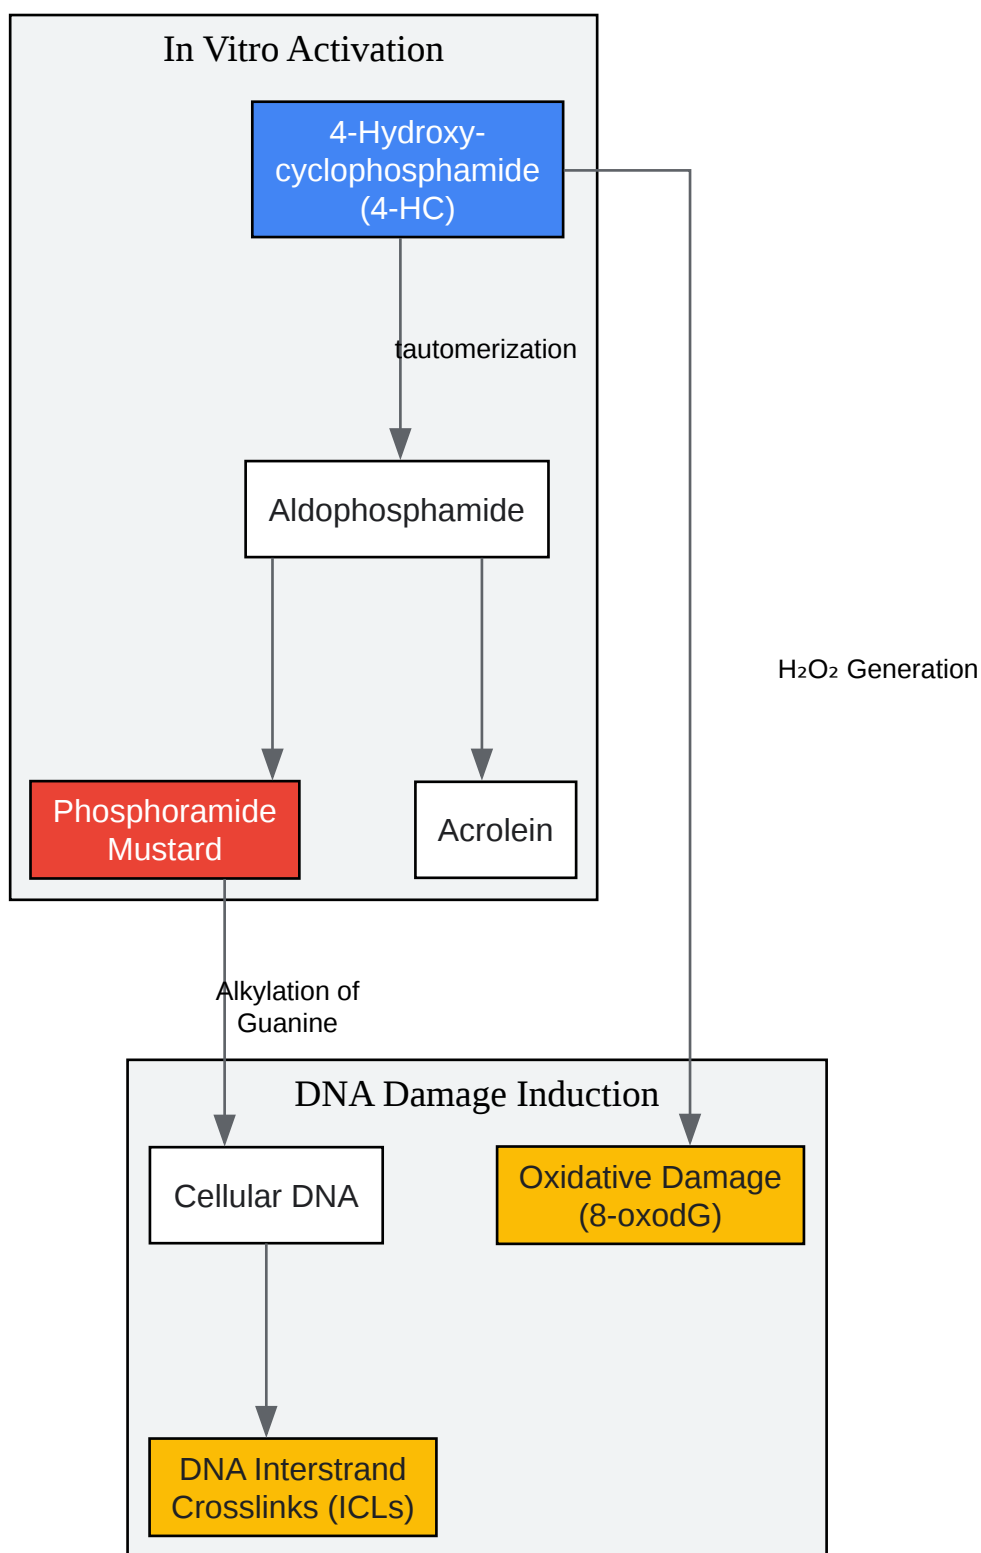 In Vitro Activation
4-Hydroxy-
cyclophosphamide
(4-HC)
tautomerization
Aldophosphamide
H₂O₂ Generation
Phosphoramide
Mustard
Acrolein
Alkylation of
Guanine
DNA Damage Induction
Cellular DNA
Oxidative Damage
(8-oxodG)
DNA Interstrand
Crosslinks (ICLs)